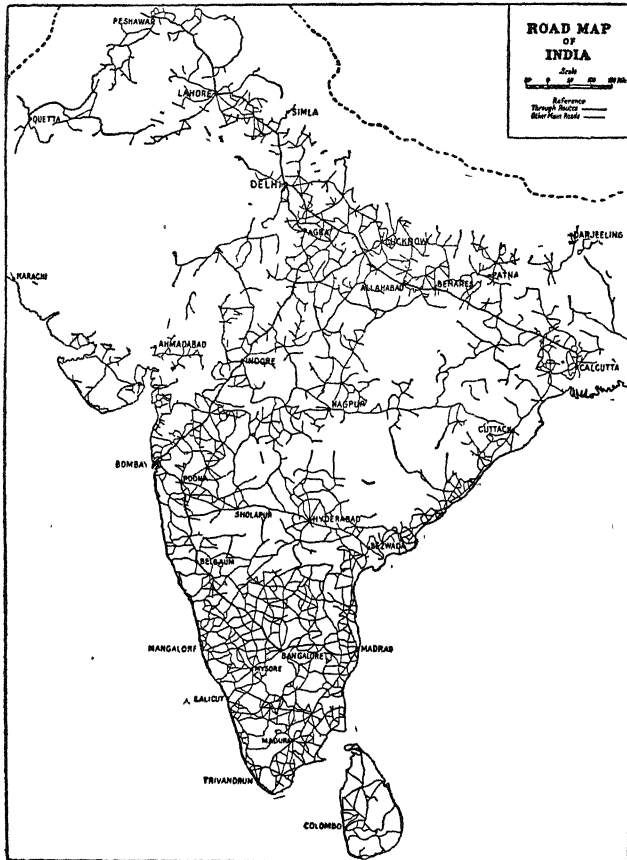 ROAD MAP
OF
INDIA
Scale
Reference
Through Routes
Other Main Roads
PESHAWAR
LAHORE
SIMLA
QUETTA
DELHI
AGRA
LUCKNOW
DARJEELING
KARACHI
ALLAHABAD
BENARES
PATNA
AHMADABAD
INDORE
CALCUTTA
NAGPUR
CUTTACK
BOMBAY
POONA
SHOLAPUR
HYDERABAD
BEZWADA
BELGAUM
MANGALORE
BANGALORE
MADRAS
MYSORE
CALICUT
MADURA
TRIVANDRUM
COLOMBO